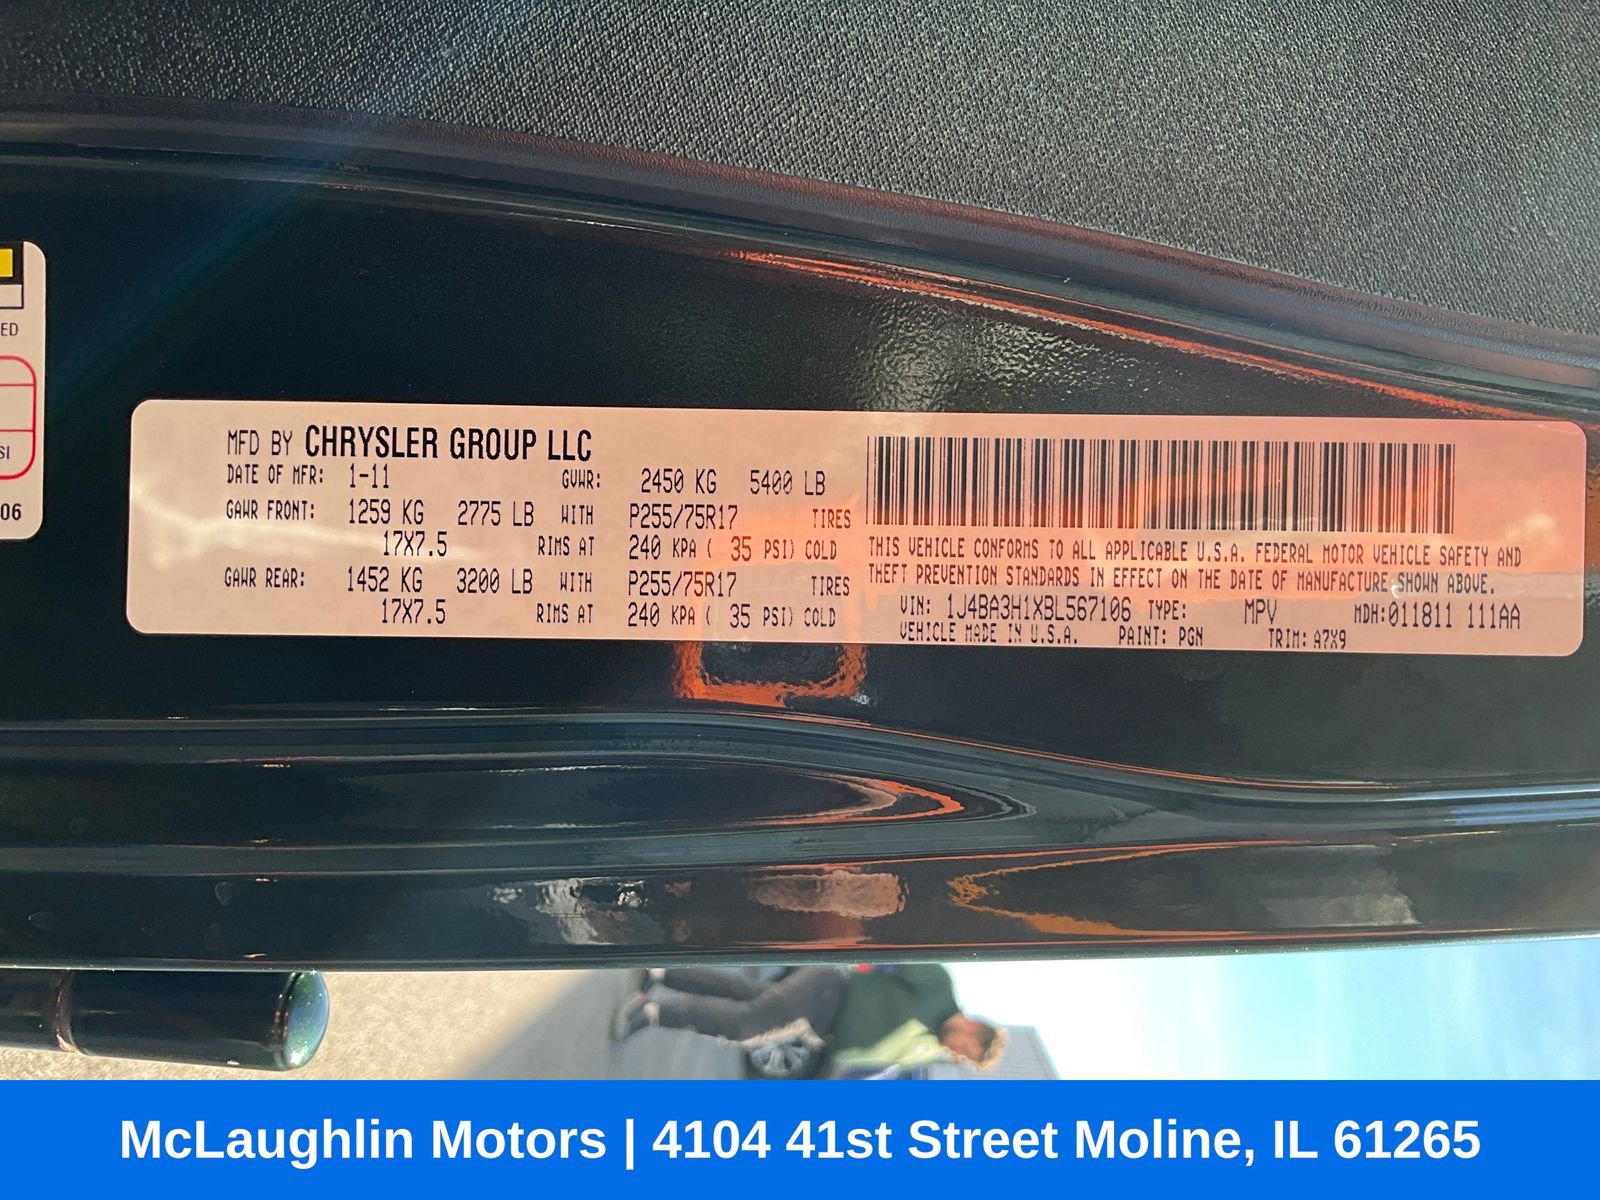 ED
SI
06
MFD BY CHRYSLER GROUP LLC
DATE OF MFR: 1-11 GVWR: 2450 KG 5400 LB
GAWR FRONT: 1259 KG 2775 LB WITH P255/75R17 TIRES
17X7.5 RIMS AT 240 KPA ( 35 PSI) COLD
GAWR REAR: 1452 KG 3200 LB WITH P255/75R17 TIRES
17X7.5 RIMS AT 240 KPA ( 35 PSI) COLD
THIS VEHICLE CONFORMS TO ALL APPLICABLE U.S.A. FEDERAL MOTOR VEHICLE SAFETY AND
THEFT PREVENTION STANDARDS IN EFFECT ON THE DATE OF MANUFACTURE SHOWN ABOVE.
VIN: 1J4BA3H1XBL567106 TYPE: MPV MDH:011811 111AA
VEHICLE MADE IN U.S.A. PAINT: PGN TRIM: A7X9
McLaughlin Motors | 4104 41st Street Moline, IL 61265